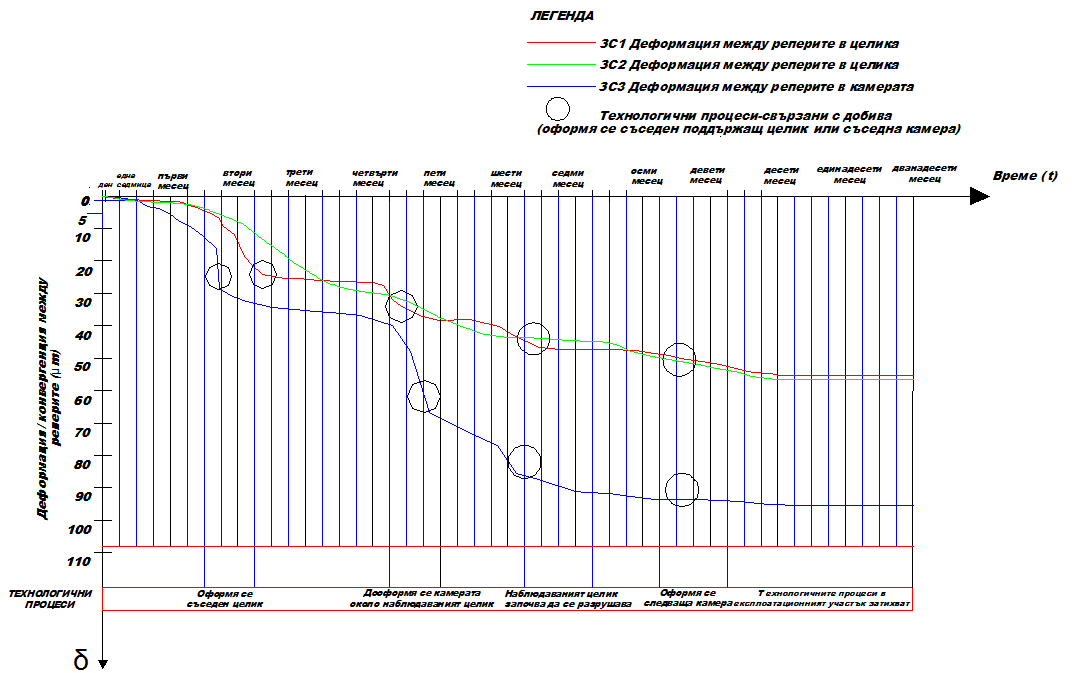 ЛЕГЕНДА
ЗС1 Деформация между реперите в целика
ЗС2 Деформация между реперите в целика
ЗС3 Деформация между реперите в камерата
Технологични процеси-свързани с добива
(оформя се съседен поддържащ целик или съседна камера)
ден
една
седмица
първи
месец
втори
месец
трети
месец
четвърти
месец
пети
месец
шести
месец
седми
месец
осми
месец
девети
месец
десети
месец
единадесети
месец
дванадесети
месец
Време (t)
0
5
10
20
30
40
50
60
70
80
90
100
110
Деформация/конвергенция между
реперите (μm)
ТЕХНОЛОГИЧНИ
ПРОЦЕСИ
Оформя се
съседен целик
Дооформя се камерата
около наблюдаваният целик
Наблюдаваният целик
започва да се разрушава
Оформя се
следваща камера
Технологичните процеси в
експлоатационният участък затихват
δ